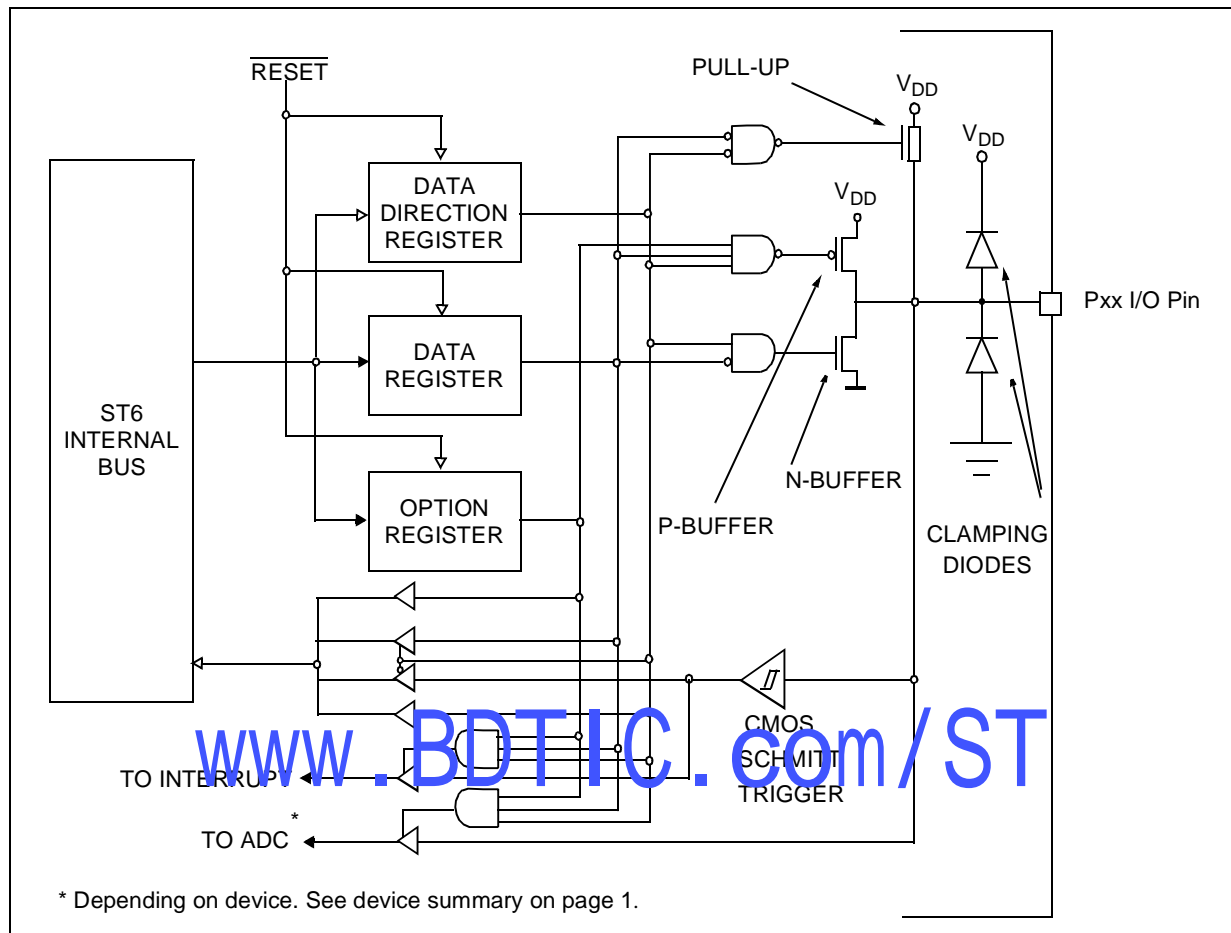 RESET
PULL-UP
VDD
VDD
DATA
DIRECTION
REGISTER
VDD
Pxx I/O Pin
DATA
REGISTER
ST6
INTERNAL
BUS
N-BUFFER
OPTION
REGISTER
P-BUFFER
CLAMPING
DIODES
CMOS
SCHMITT
TRIGGER
www.BDTIC.com/ST
TO INTERRUPT
TO ADC *
* Depending on device. See device summary on page 1.